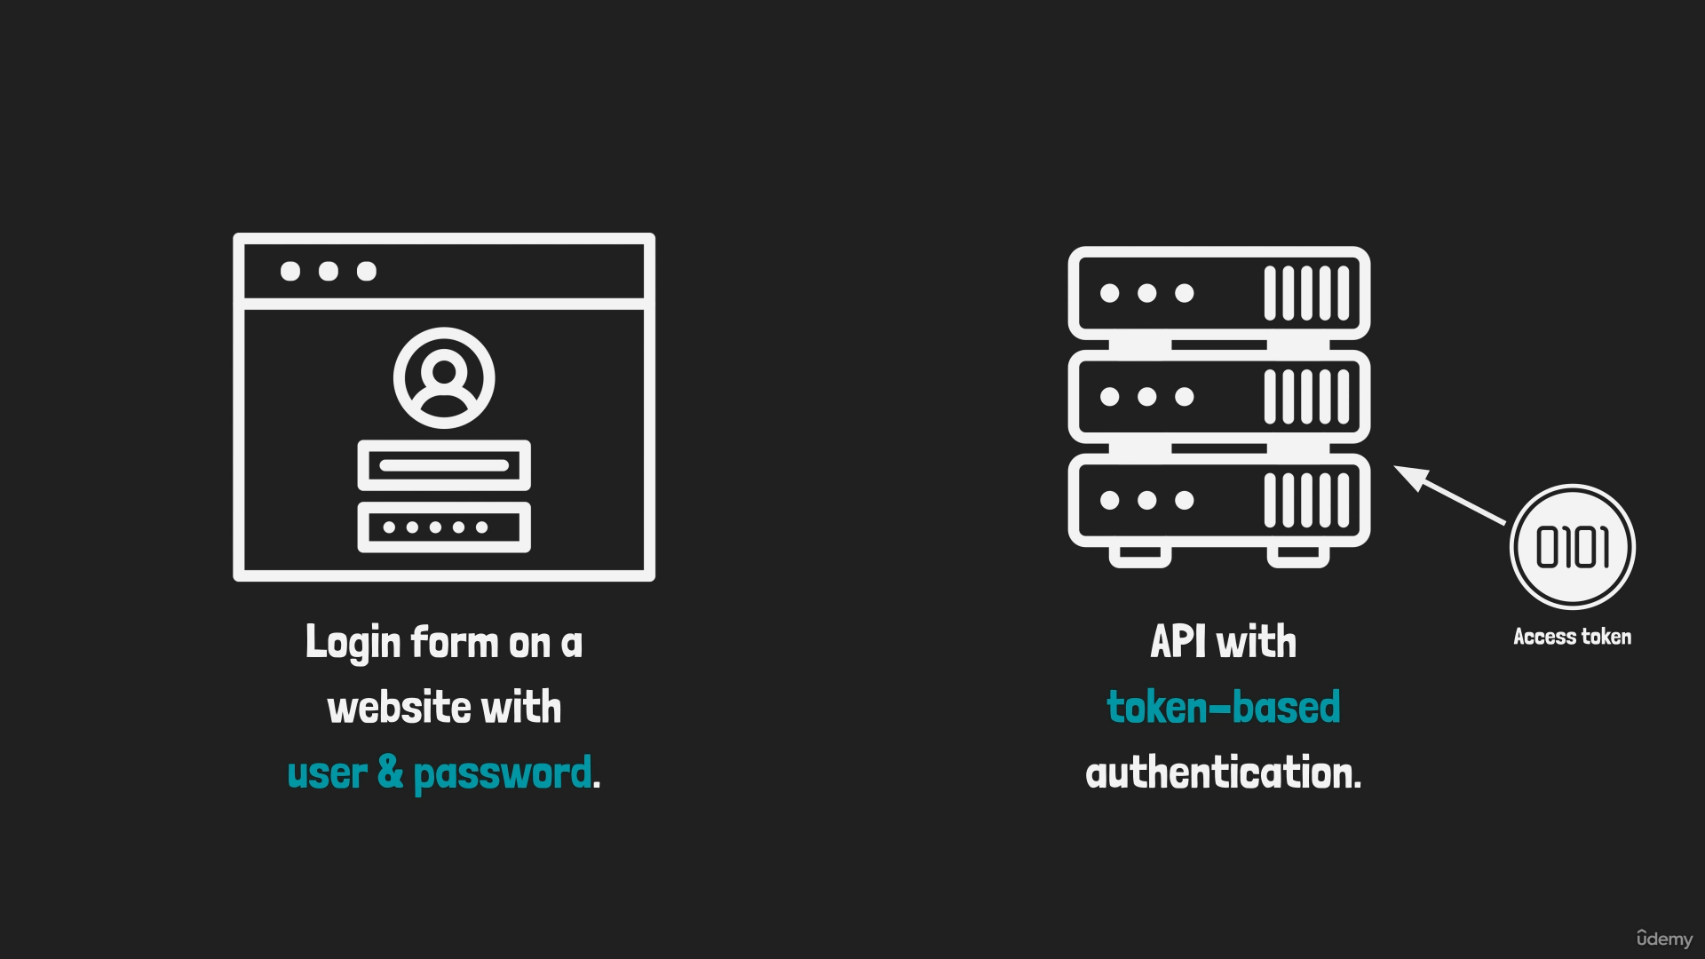 Login form on a
website with
user & password.
API with
token-based
authentication.
0101
Access token
ûdemy